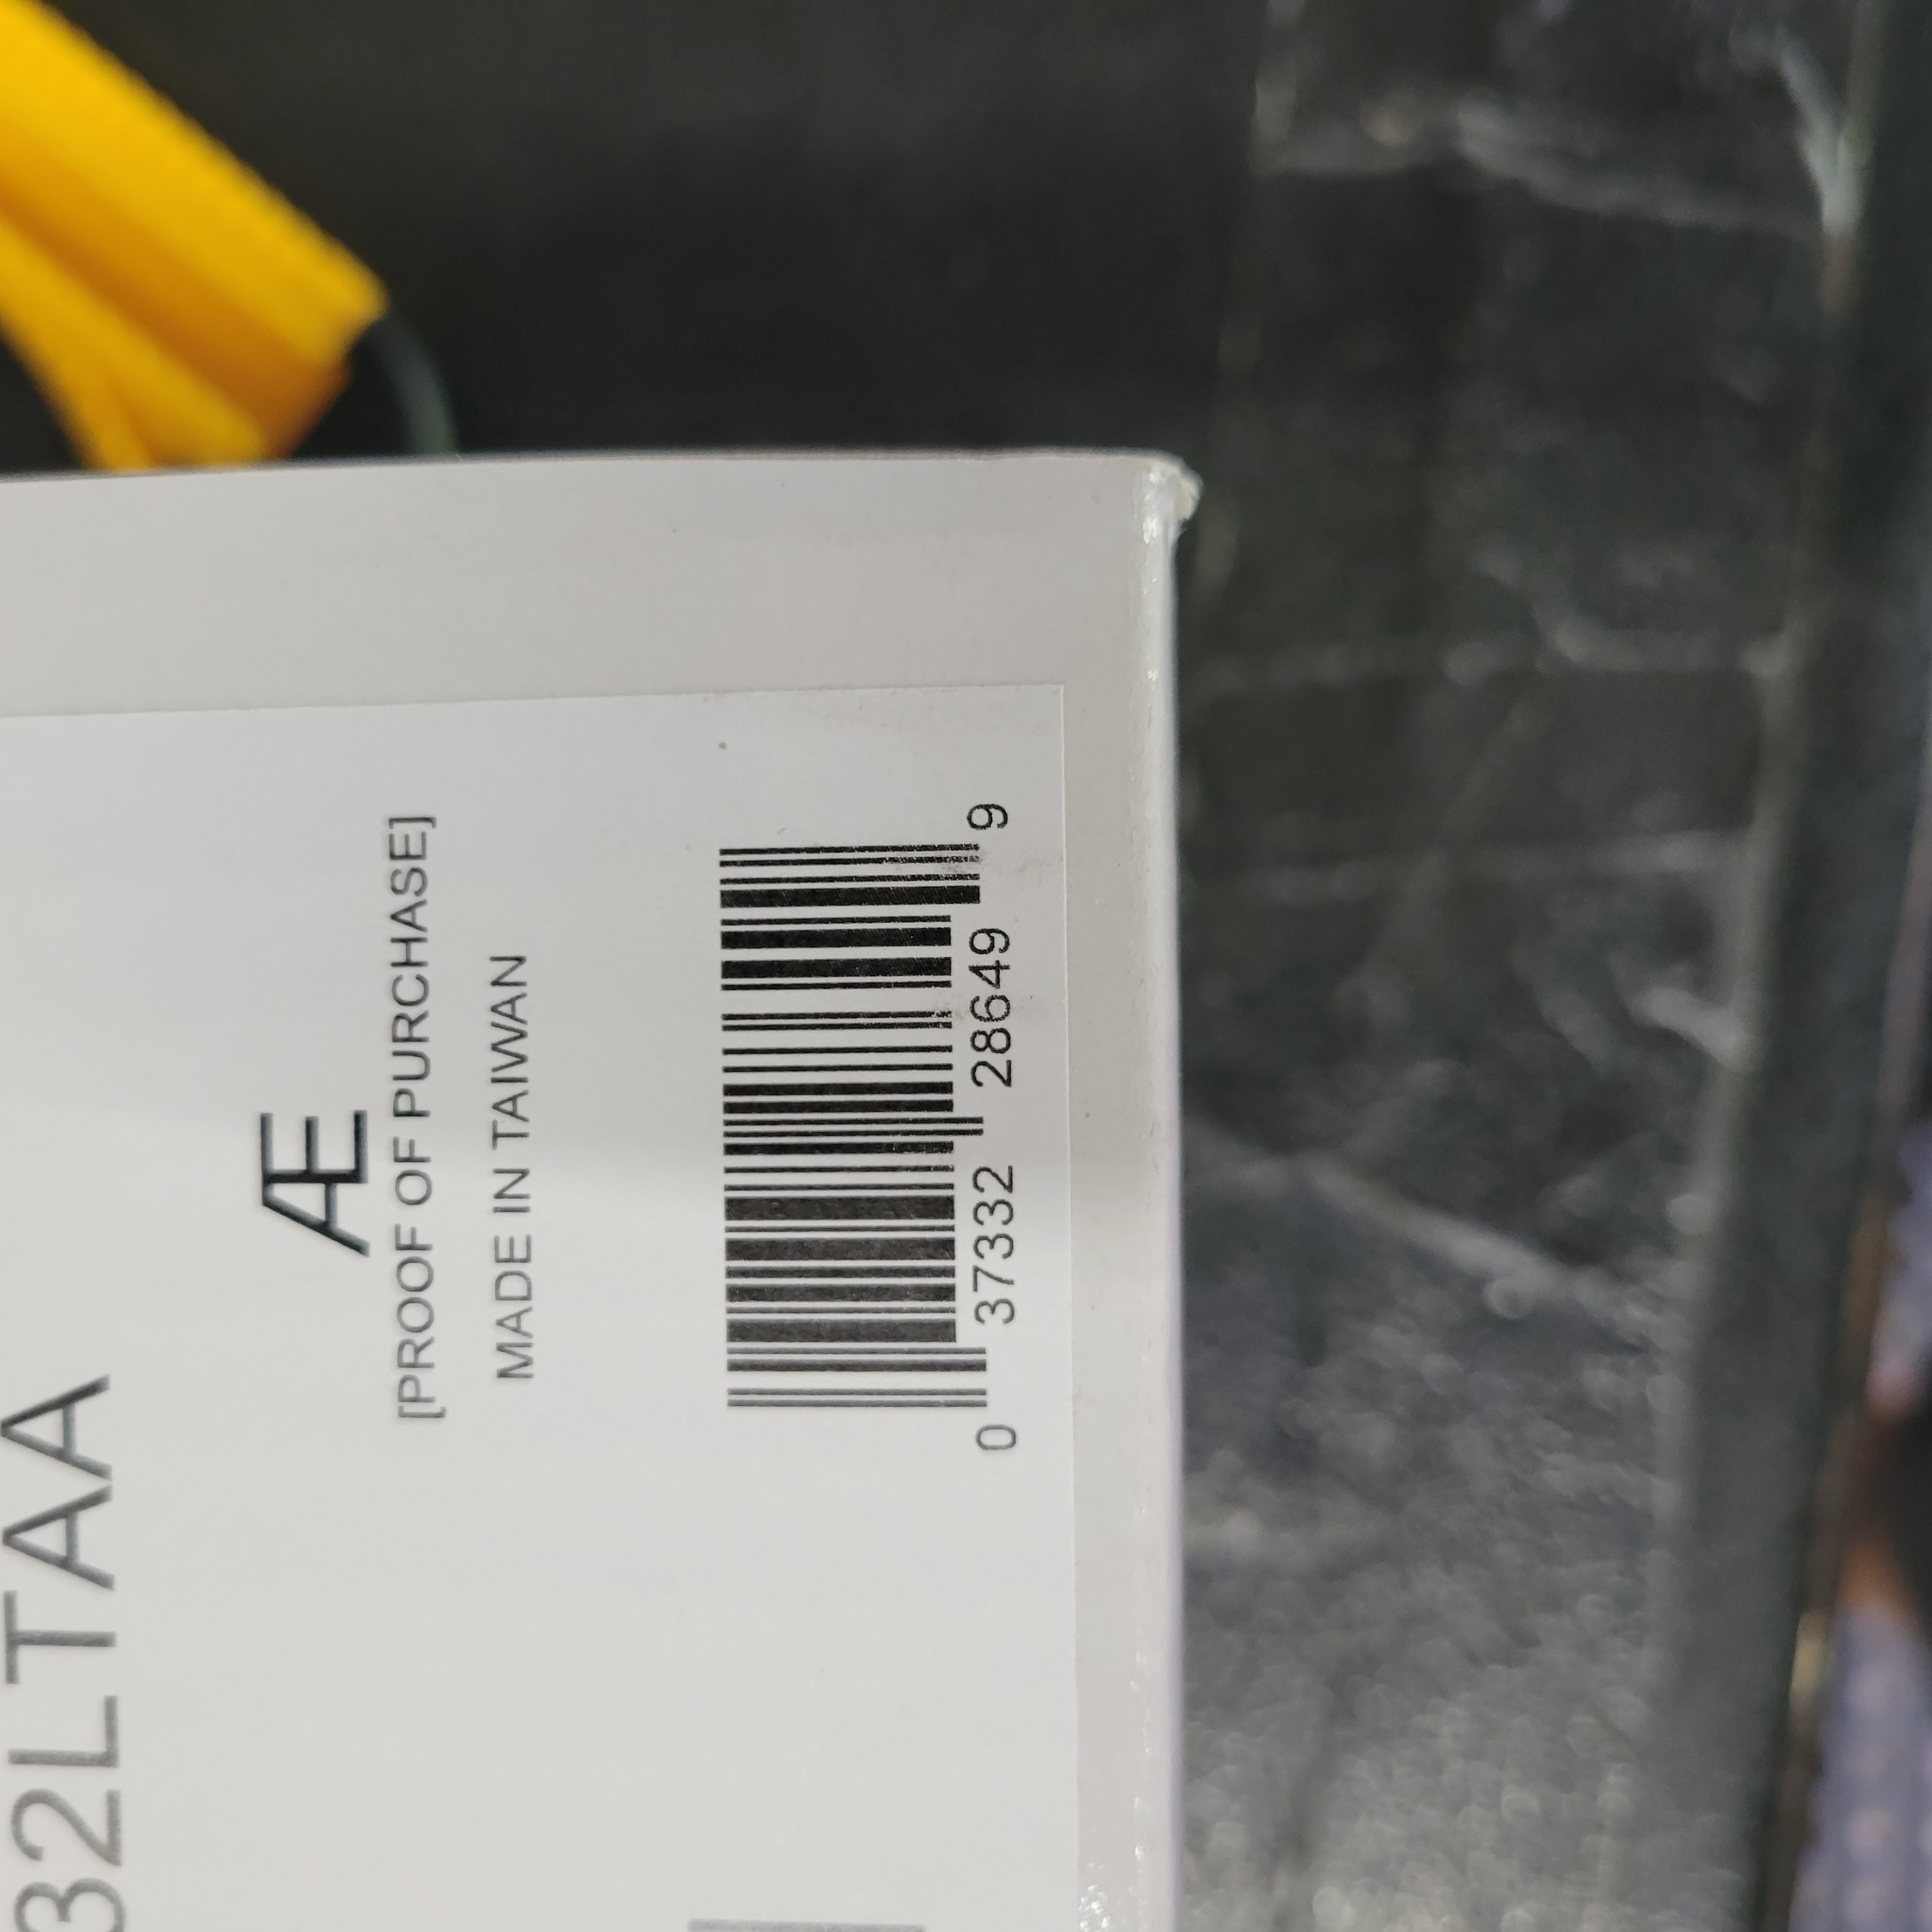 32LTAA
Æ
[PROOF OF PURCHASE]
MADE IN TAIWAN
0 37332 28649 9